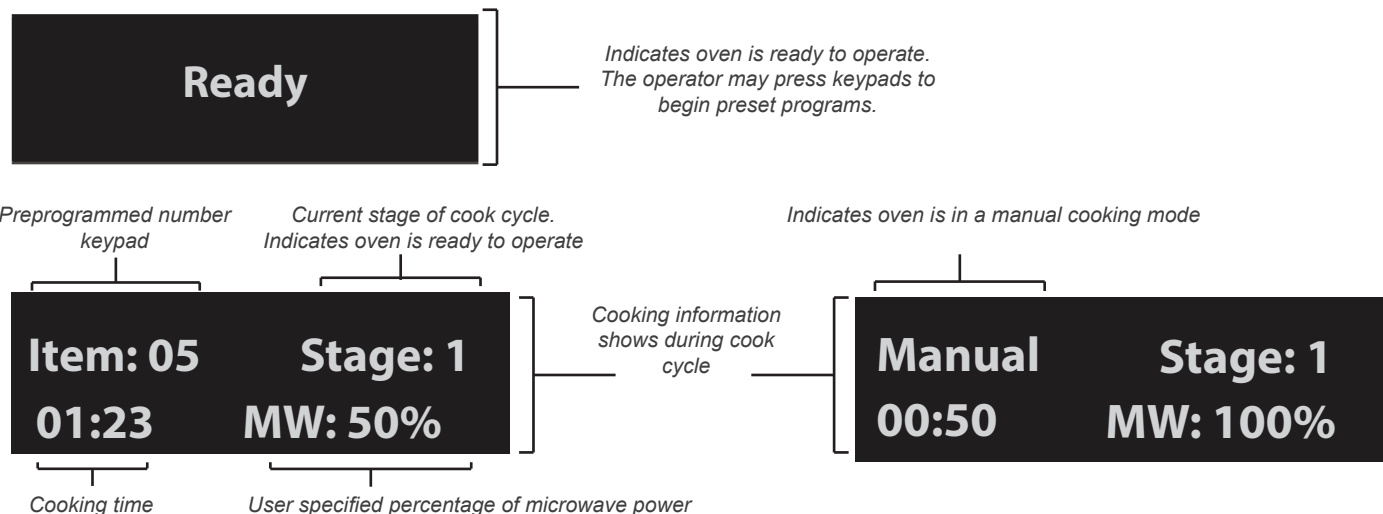 Ready
Indicates oven is ready to operate.
The operator may press keypads to
begin preset programs.
Preprogrammed number
keypad
Current stage of cook cycle.
Indicates oven is ready to operate
Indicates oven is in a manual cooking mode
Item: 05 Stage: 1
01:23 MW: 50%
Cooking information
shows during cook
cycle
Manual Stage: 1
00:50 MW: 100%
Cooking time
User specified percentage of microwave power